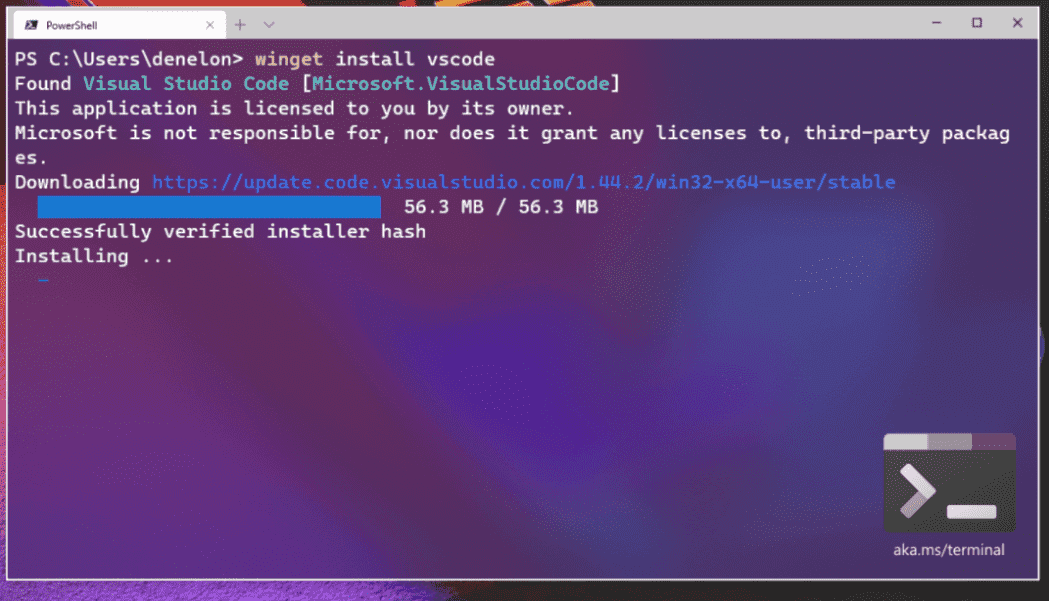 PowerShell
PS C:\Users\denelon> winget install vscode
Found Visual Studio Code [Microsoft.VisualStudioCode]
This application is licensed to you by its owner.
Microsoft is not responsible for, nor does it grant any licenses to, third-party packag
es.
Downloading https://update.code.visualstudio.com/1.44.2/win32-x64-user/stable
56.3 MB / 56.3 MB
Successfully verified installer hash
Installing ...
aka.ms/terminal